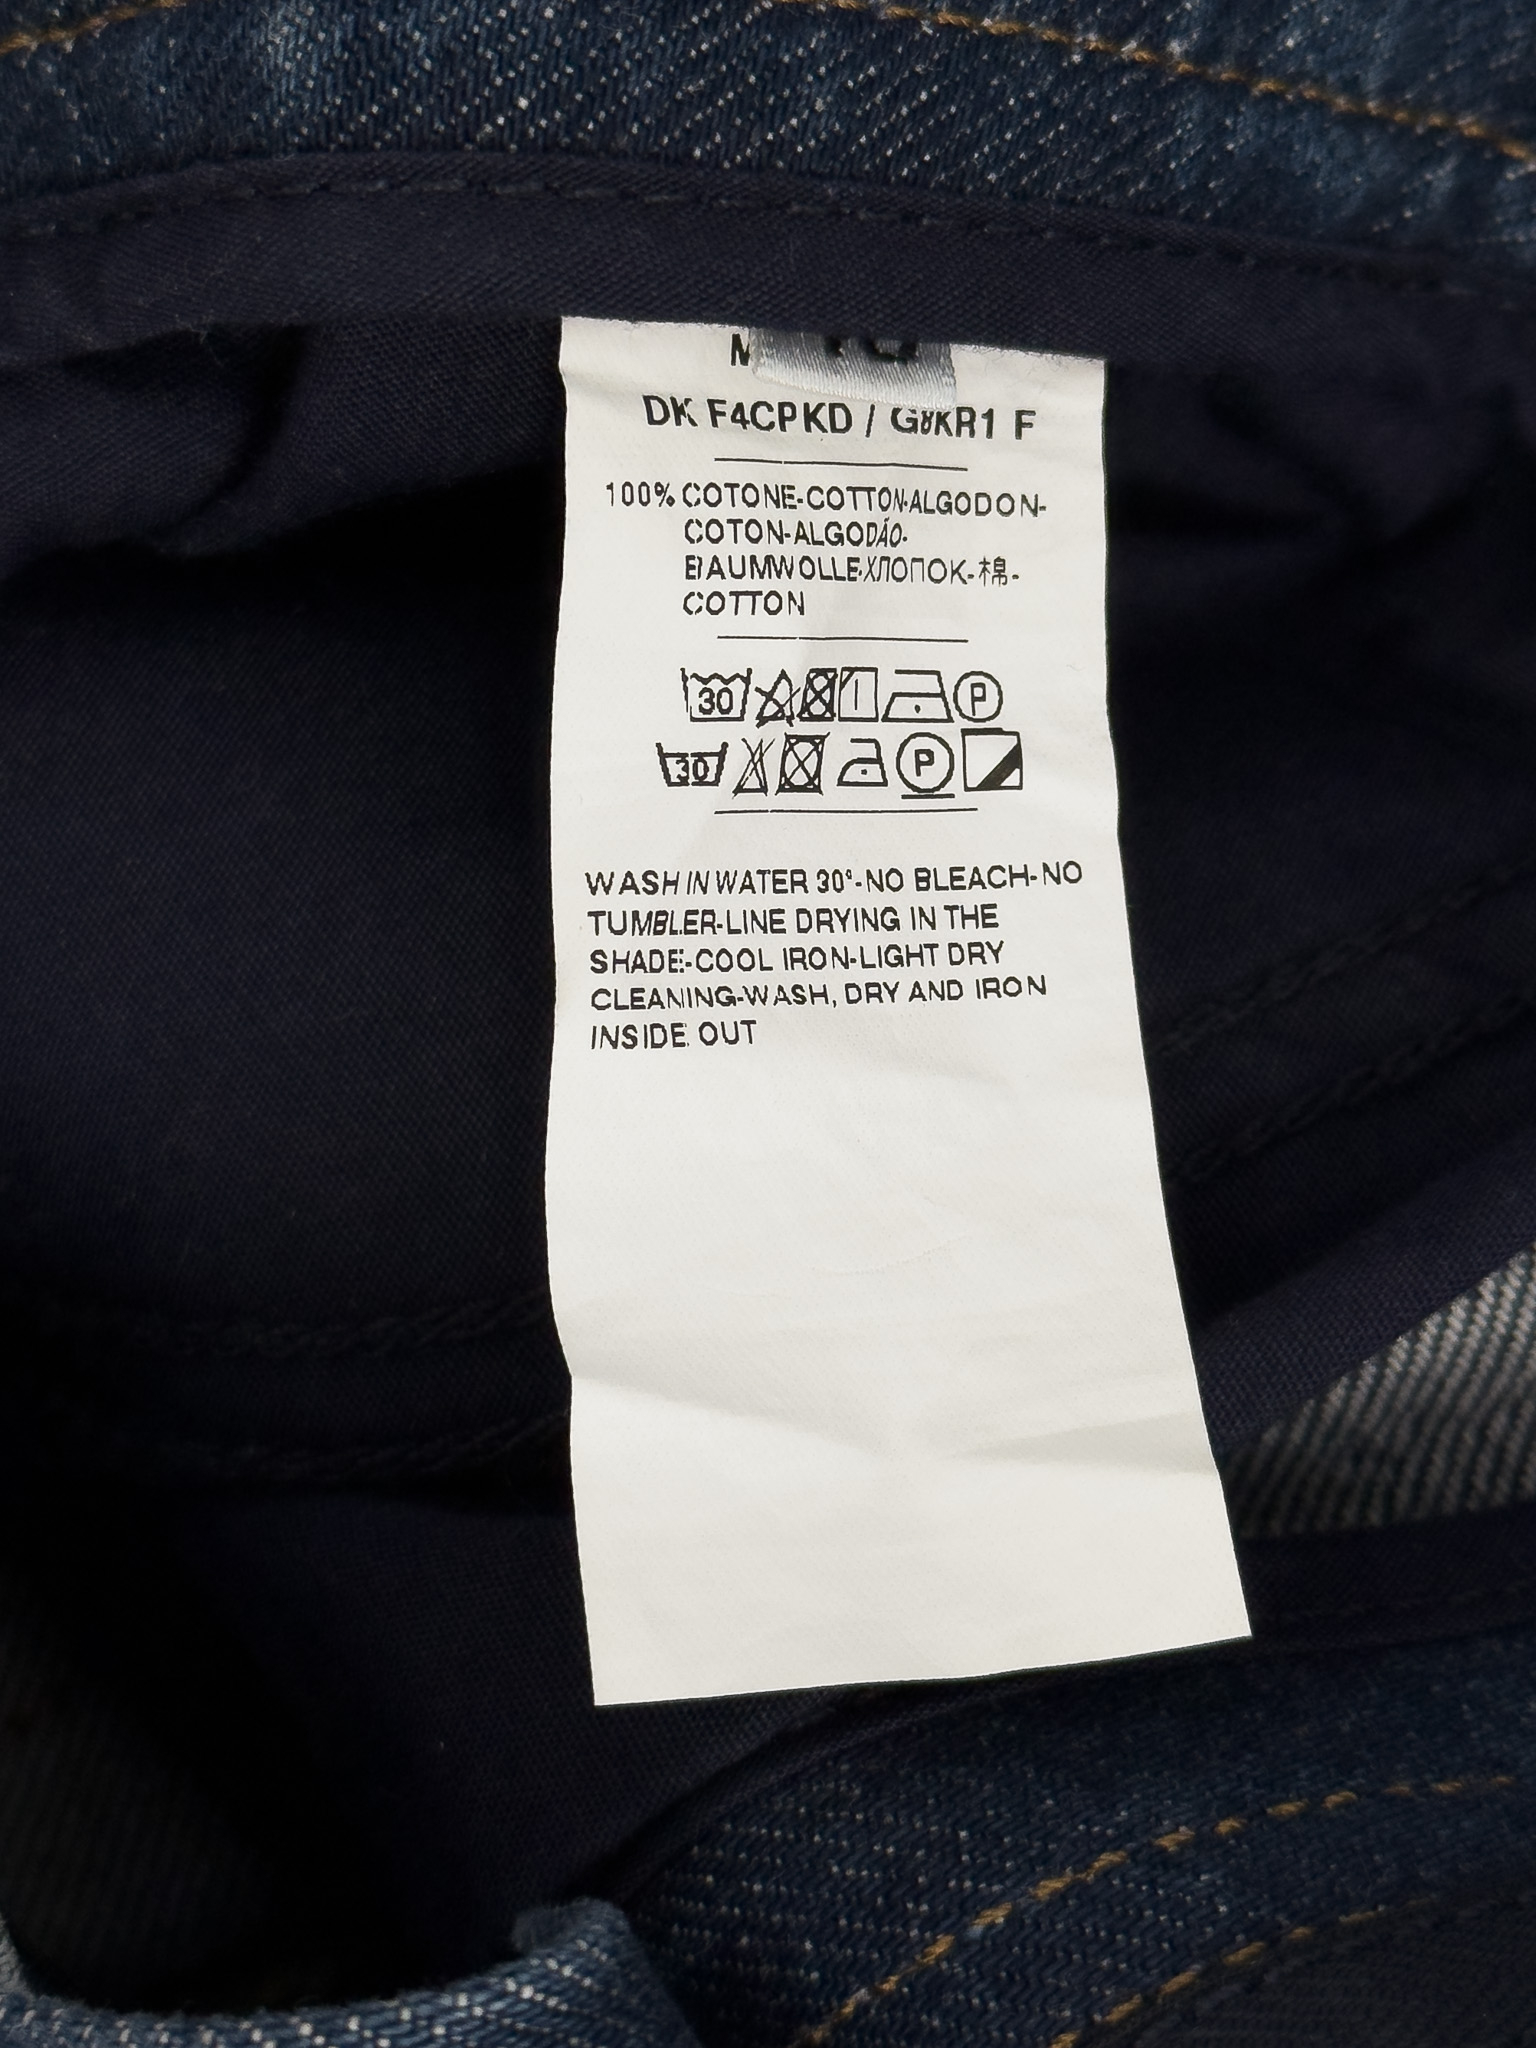 DK F4CPKD / G8KR1 F
100% COTONE-COTTON-ALGODON-
COTON-ALGODÃO-
BAUMWOLLE-ХЛОПОК-棉-
COTTON
30 P
30 P
WASH IN WATER 30°-NO BLEACH-NO
TUMBLER-LINE DRYING IN THE
SHADE-COOL IRON-LIGHT DRY
CLEANING-WASH, DRY AND IRON
INSIDE OUT